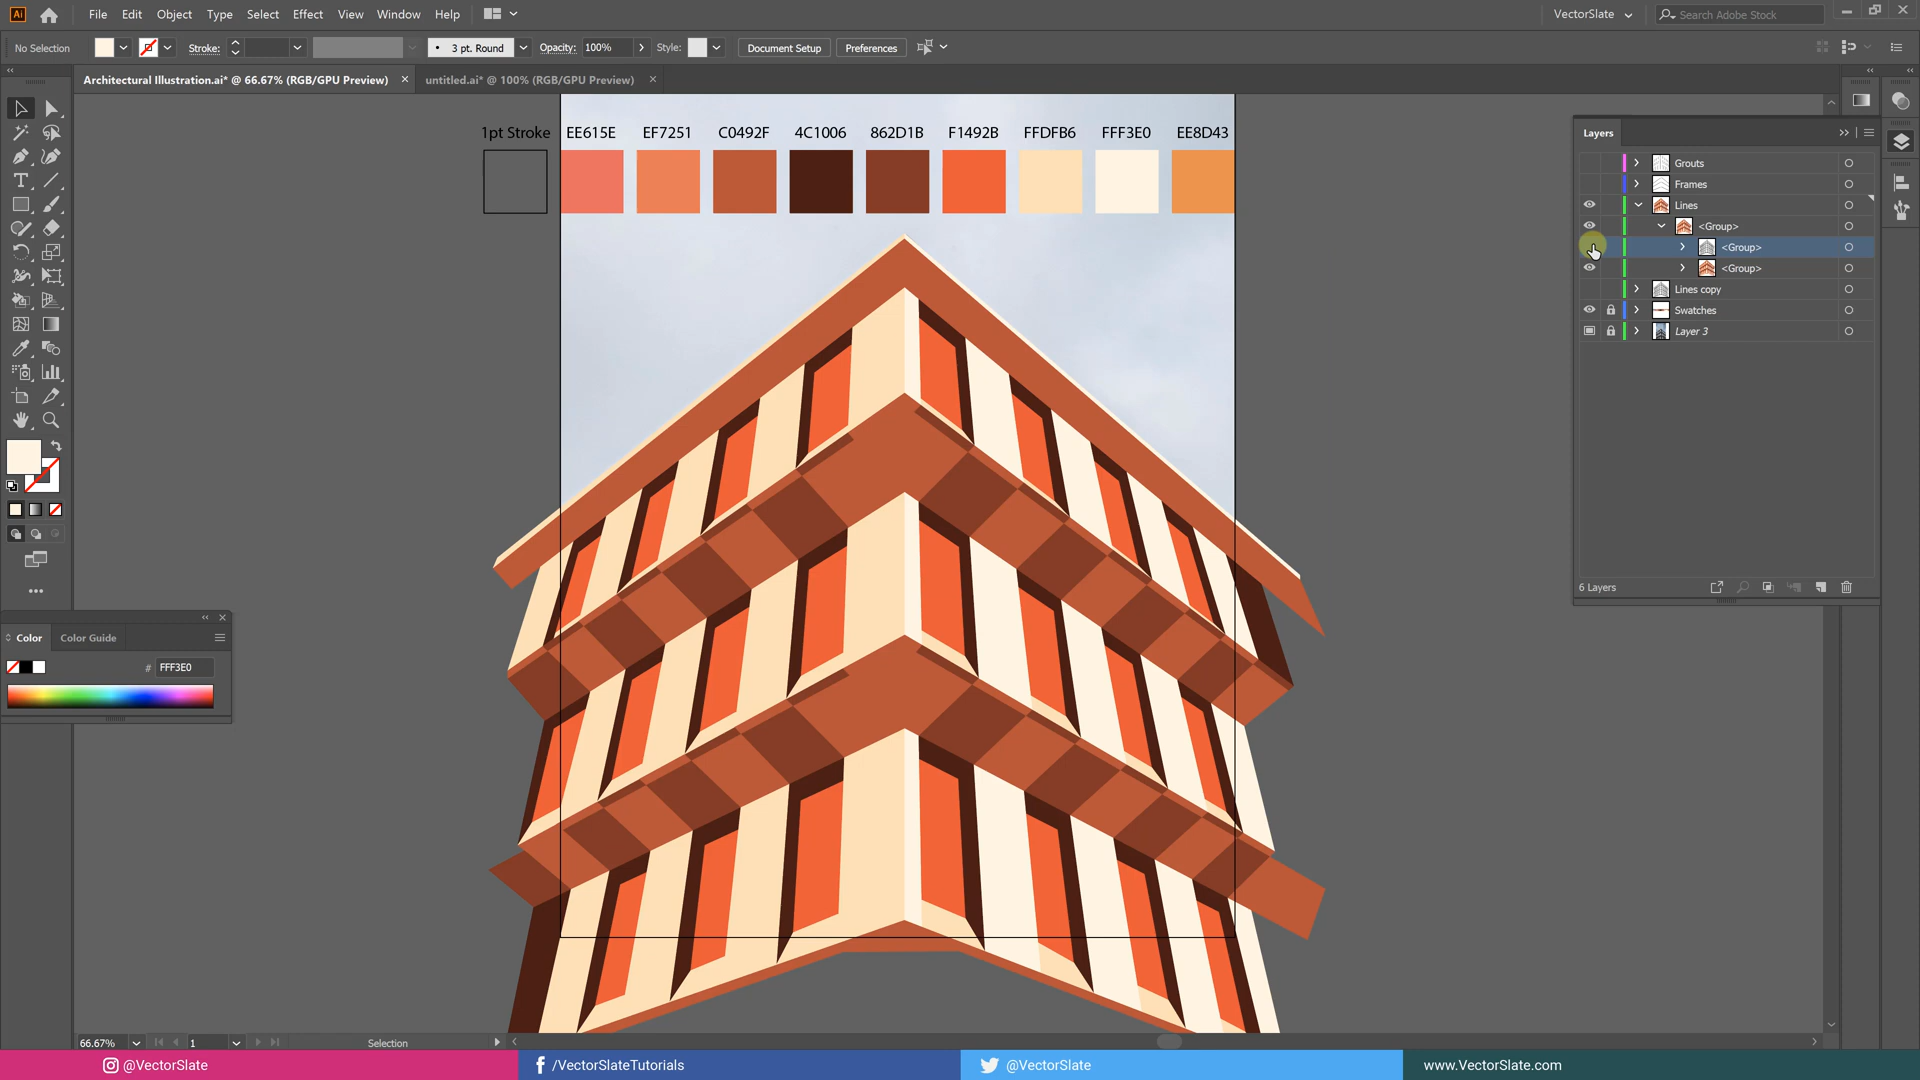 Ai File Edit Object Type Select Effect View Window Help VectorSlate Search Adobe Stock
No Selection Stroke: 3 pt. Round Opacity: 100% Style: Document Setup Preferences
Architectural Illustration.ai* @ 66.67% (RGB/GPU Preview) untitled.ai* @ 100% (RGB/GPU Preview)
1pt Stroke EE615E EF7251 C0492F 4C1006 862D1B F1492B FFDFB6 FFF3E0 EE8D43
Layers
Grouts
Frames
Lines
<Group>
<Group>
<Group>
Lines copy
Swatches
Layer 3
6 Layers
Color Color Guide
# FFF3E0
66.67% 1 Selection
@VectorSlate /VectorSlateTutorials @VectorSlate www.VectorSlate.com